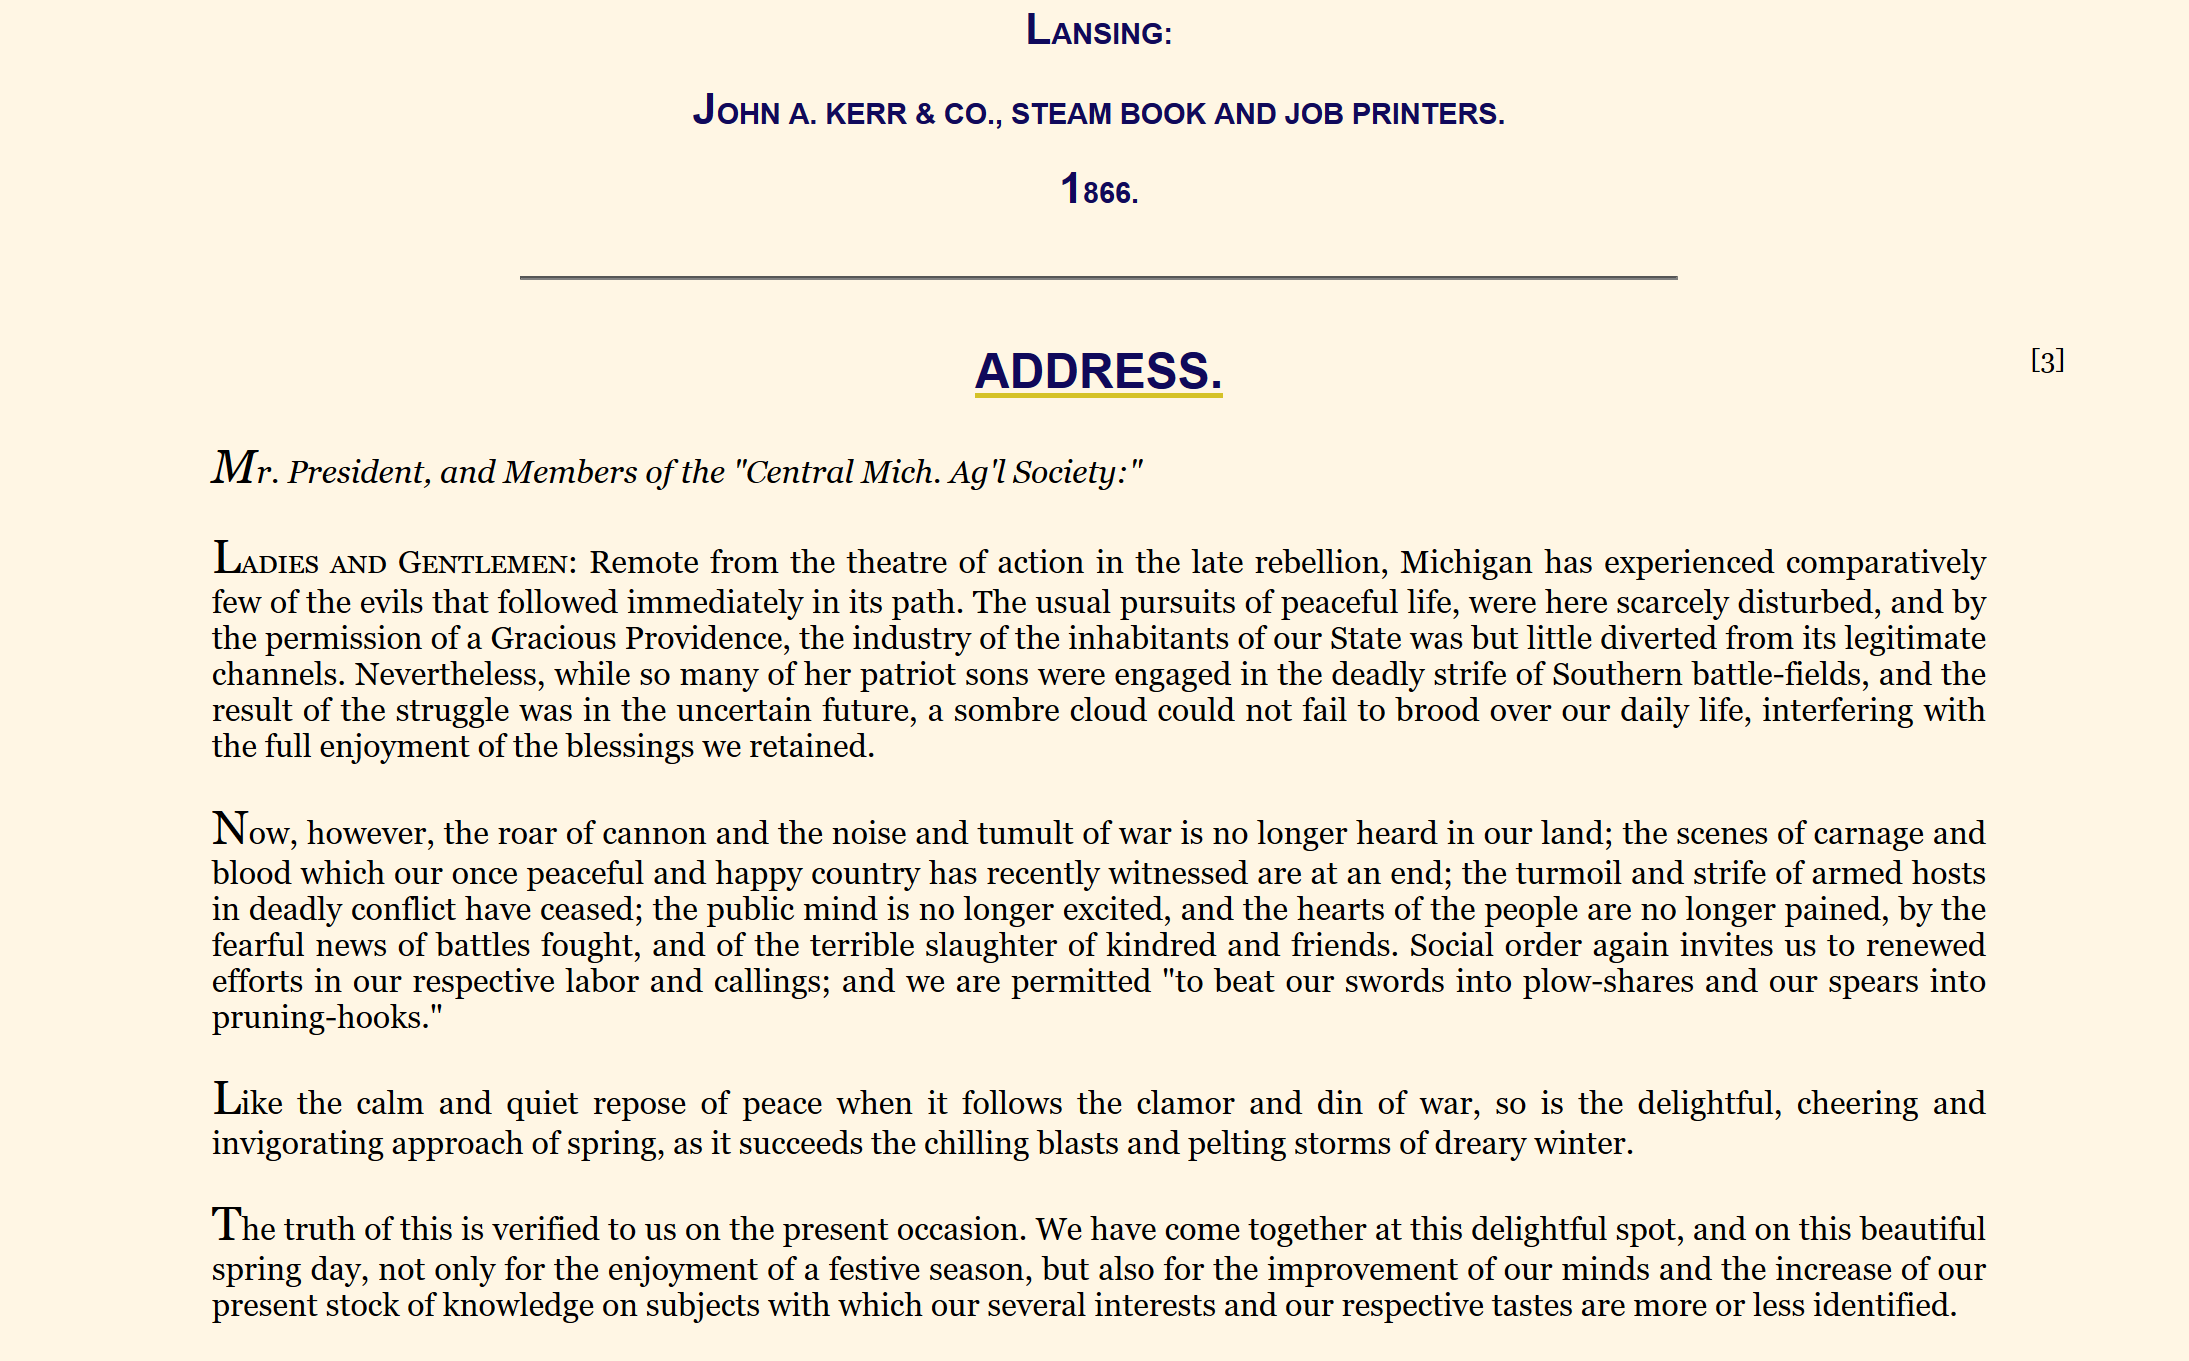 Lansing:
John A. Kerr & Co., Steam Book and Job Printers.
1866.
ADDRESS.
[3]
Mr. President, and Members of the "Central Mich. Ag'l Society:"
Ladies and Gentlemen: Remote from the theatre of action in the late rebellion, Michigan has experienced comparatively
few of the evils that followed immediately in its path. The usual pursuits of peaceful life, were here scarcely disturbed, and by
the permission of a Gracious Providence, the industry of the inhabitants of our State was but little diverted from its legitimate
channels. Nevertheless, while so many of her patriot sons were engaged in the deadly strife of Southern battle-fields, and the
result of the struggle was in the uncertain future, a sombre cloud could not fail to brood over our daily life, interfering with
the full enjoyment of the blessings we retained.
Now, however, the roar of cannon and the noise and tumult of war is no longer heard in our land; the scenes of carnage and
blood which our once peaceful and happy country has recently witnessed are at an end; the turmoil and strife of armed hosts
in deadly conflict have ceased; the public mind is no longer excited, and the hearts of the people are no longer pained, by the
fearful news of battles fought, and of the terrible slaughter of kindred and friends. Social order again invites us to renewed
efforts in our respective labor and callings; and we are permitted "to beat our swords into plow-shares and our spears into
pruning-hooks."
Like the calm and quiet repose of peace when it follows the clamor and din of war, so is the delightful, cheering and
invigorating approach of spring, as it succeeds the chilling blasts and pelting storms of dreary winter.
The truth of this is verified to us on the present occasion. We have come together at this delightful spot, and on this beautiful
spring day, not only for the enjoyment of a festive season, but also for the improvement of our minds and the increase of our
present stock of knowledge on subjects with which our several interests and our respective tastes are more or less identified.